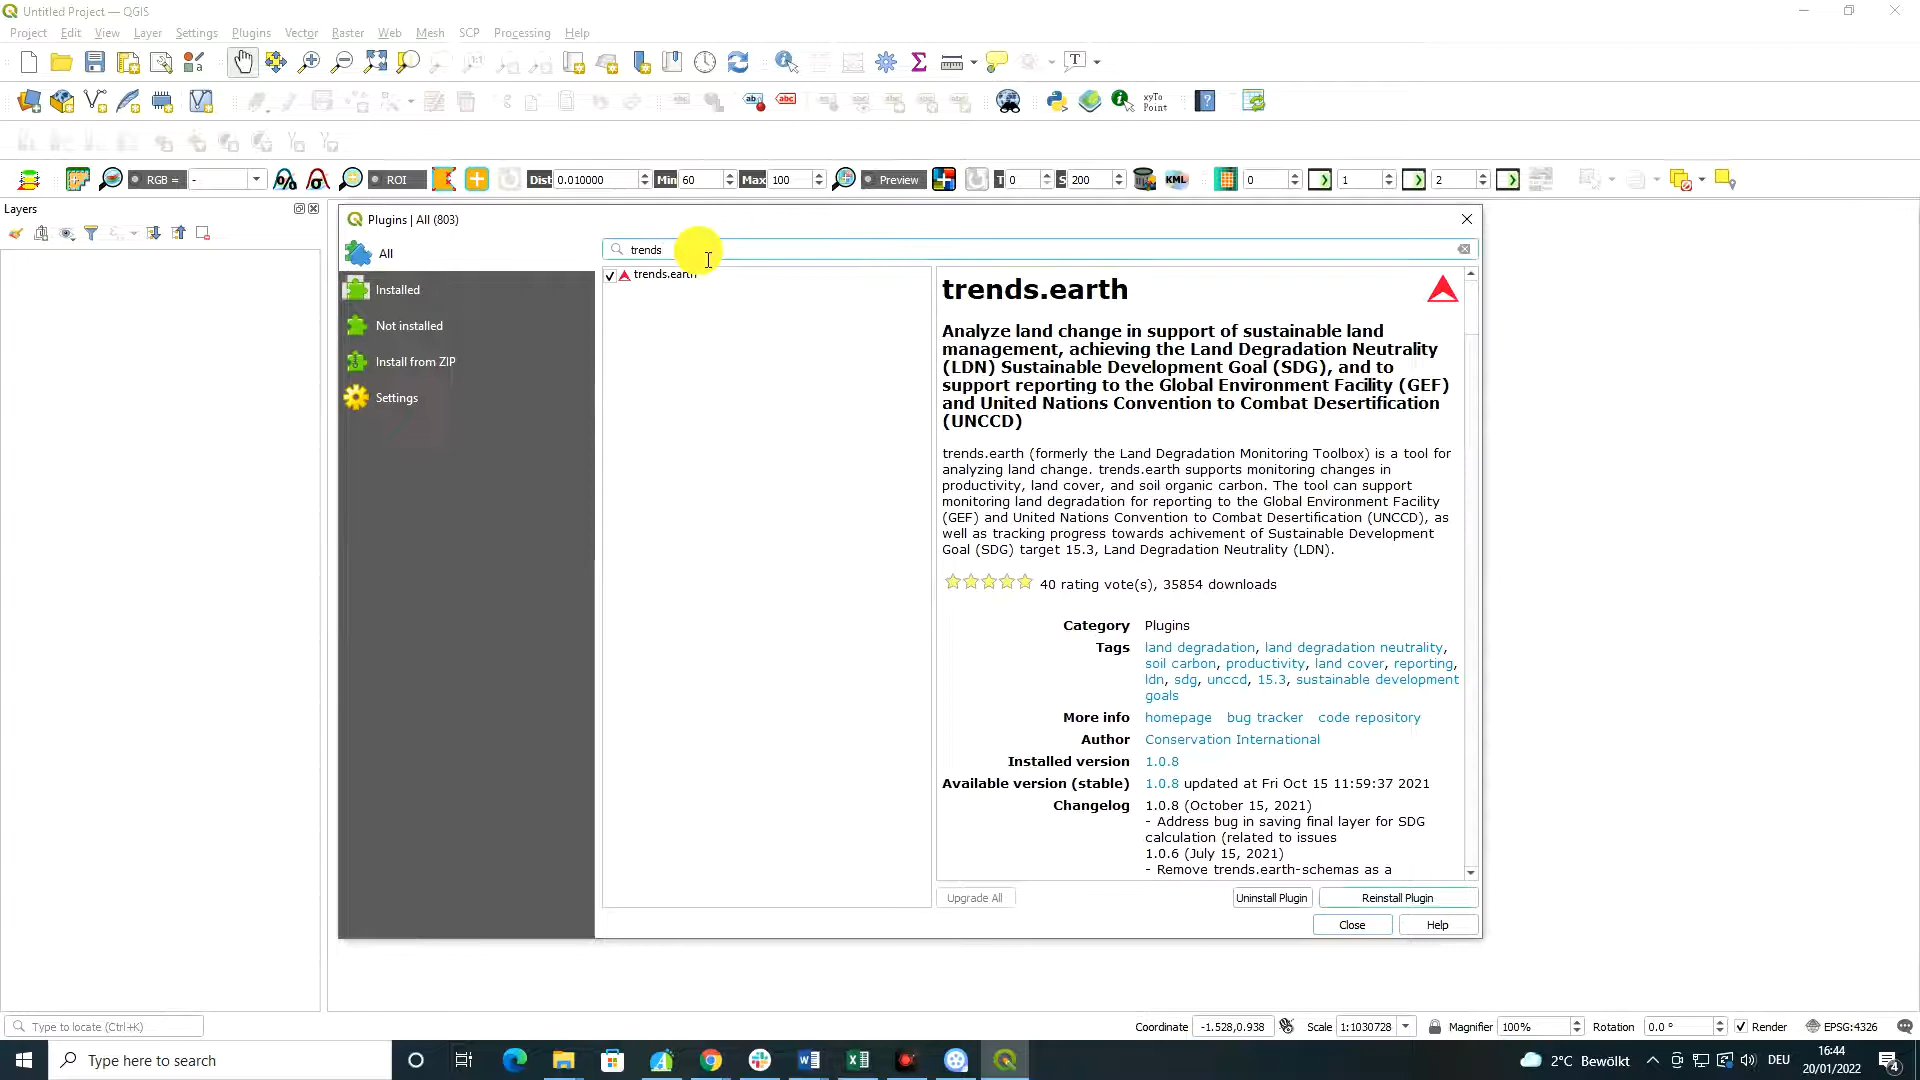 Untitled Project — QGIS
Project Edit View Layer Settings Plugins Vector Raster Web Mesh SCP Processing Help
xyTo Point
RGB = - ROI Dist 0.010000 Min 60 Max 100 Preview T 0 S 200 KML 0 1 2
Layers
Plugins | All (803)
All
trends
trends.earth
Installed
Not installed
Install from ZIP
Settings
trends.earth
Analyze land change in support of sustainable land
management, achieving the Land Degradation Neutrality
(LDN) Sustainable Development Goal (SDG), and to
support reporting to the Global Environment Facility (GEF)
and United Nations Convention to Combat Desertification
(UNCCD)
trends.earth (formerly the Land Degradation Monitoring Toolbox) is a tool for
analyzing land change. trends.earth supports monitoring changes in
productivity, land cover, and soil organic carbon. The tool can support
monitoring land degradation for reporting to the Global Environment Facility
(GEF) and United Nations Convention to Combat Desertification (UNCCD), as
well as tracking progress towards achivement of Sustainable Development
Goal (SDG) target 15.3, Land Degradation Neutrality (LDN).
40 rating vote(s), 35854 downloads
Category Plugins
Tags land degradation, land degradation neutrality,
soil carbon, productivity, land cover, reporting,
ldn, sdg, unccd, 15.3, sustainable development
goals
More info homepage bug tracker code repository
Author Conservation International
Installed version 1.0.8
Available version (stable) 1.0.8 updated at Fri Oct 15 11:59:37 2021
Changelog 1.0.8 (October 15, 2021)
- Address bug in saving final layer for SDG
calculation (related to issues
1.0.6 (July 15, 2021)
- Remove trends.earth-schemas as a
Upgrade All Uninstall Plugin Reinstall Plugin
Close Help
Type to locate (Ctrl+K) Coordinate -1.528,0.938 Scale 1:1030728 Magnifier 100% Rotation 0.0 ° Render EPSG:4326
Type here to search 2°C Bewölkt DEU 16:44
20/01/2022 4